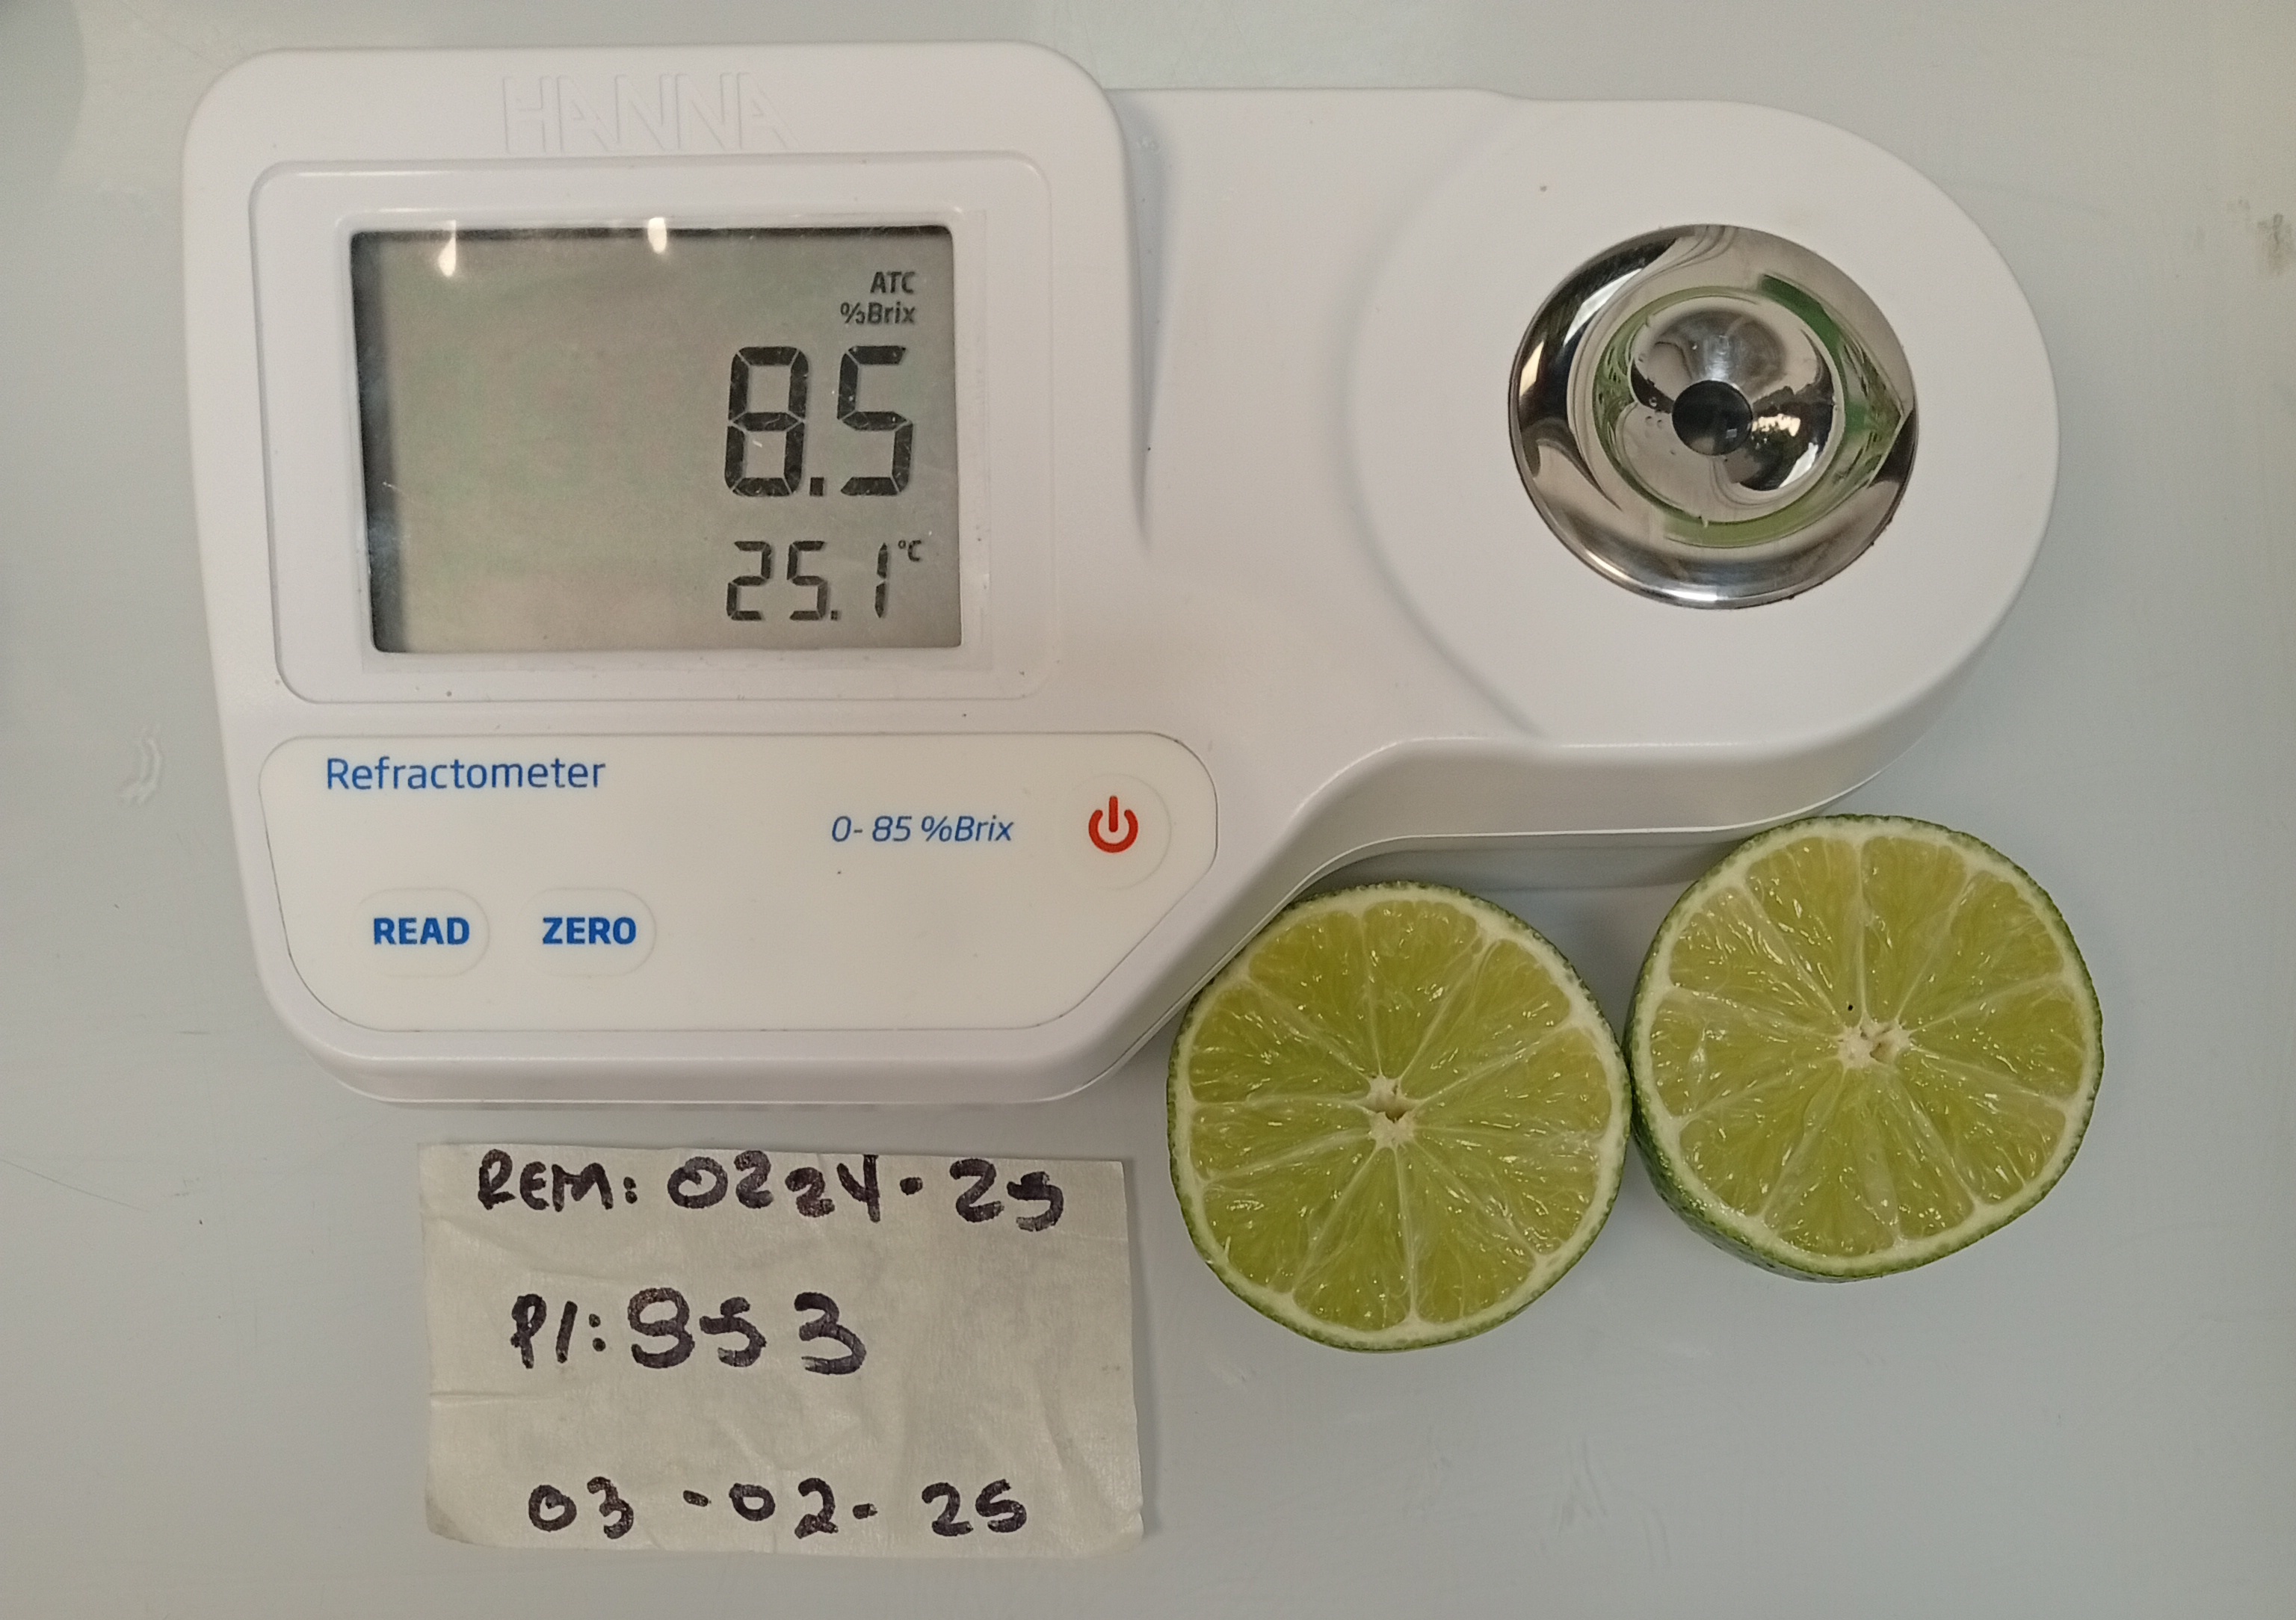 HANNA
ATC
%Brix
8.5
25.1 °C
Refractometer
0-85 %Brix
READ ZERO
REM: 0224-25
P1: 953
03-02-25